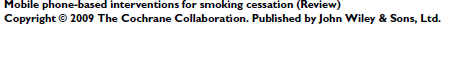 Mobile phone-based interventions for smoking cessation (Review)
Copyright © 2009 The Cochrane Collaboration. Published by John Wiley & Sons, Ltd.